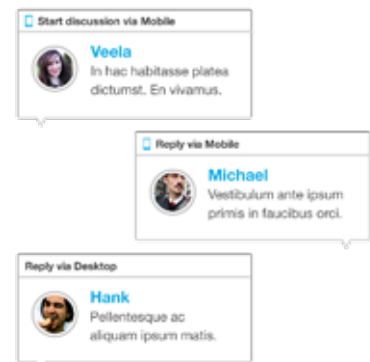 Start discussion via Mobile
Veela
In hac habitasse platea
dictumst. En vivamus.
Reply via Mobile
Michael
Vestibulum ante ipsum
primis in faucibus orci.
Reply via Desktop
Hank
Pellentesque ac
aliquam ipsum matis.